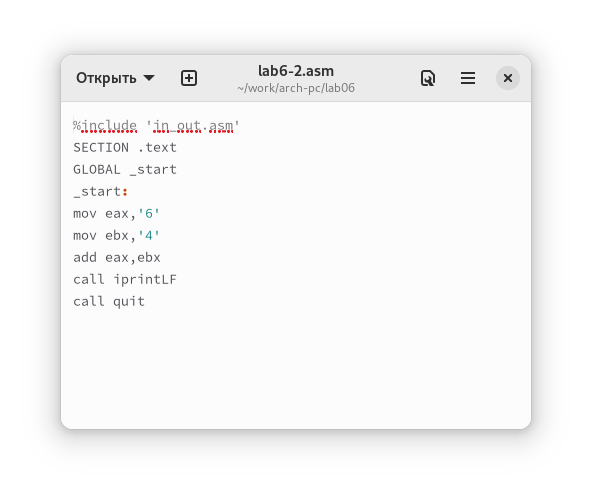 Открыть
lab6-2.asm
~/work/arch-pc/lab06
%include 'in_out.asm'
SECTION .text
GLOBAL _start
_start:
mov eax,'6'
mov ebx,'4'
add eax,ebx
call iprintLF
call quit